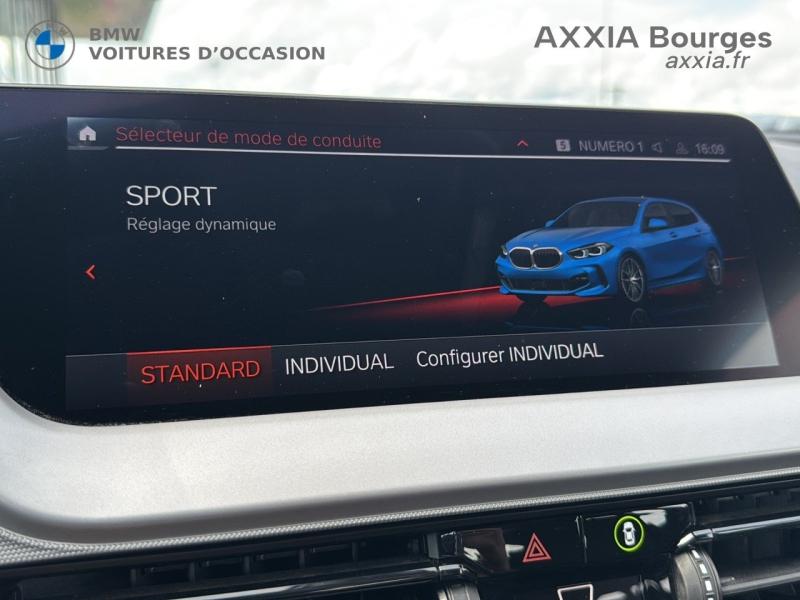 BMW
VOITURES D'OCCASION
AXXIA Bourges
axxia.fr
Sélecteur de mode de conduite
5 NUMERO 1 16:09
SPORT
Réglage dynamique
STANDARD INDIVIDUAL Configurer INDIVIDUAL